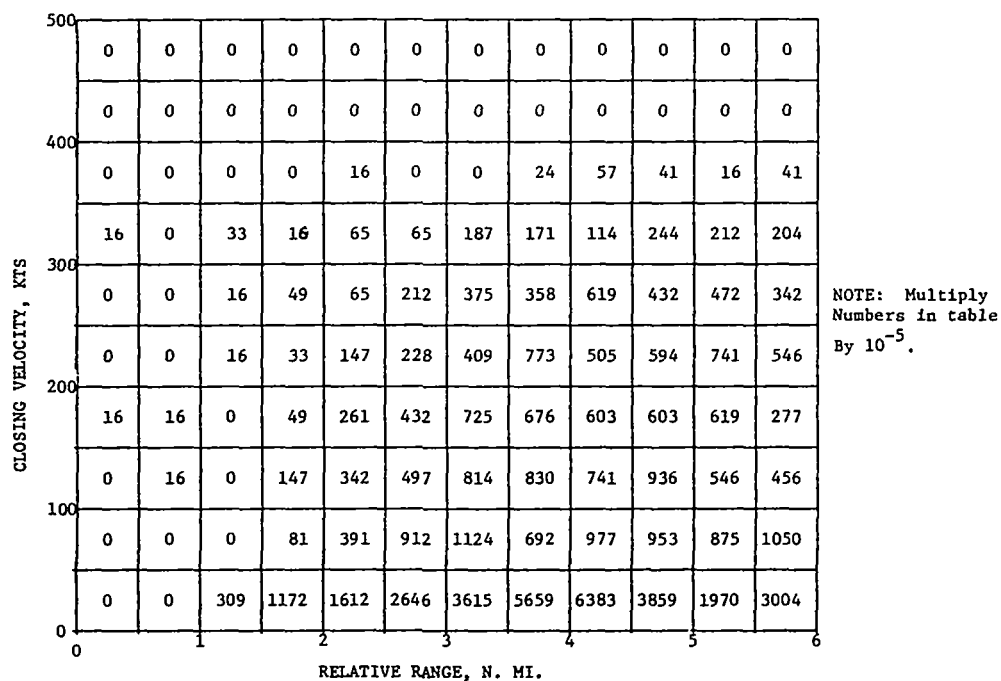 500
0 0 0 0 0 0 0 0 0 0 0 0
0 0 0 0 0 0 0 0 0 0 0 0
400
0 0 0 0 16 0 0 24 57 41 16 41
16 0 33 16 65 65 187 171 114 244 212 204
300
0 0 16 49 65 212 375 358 619 432 472 342
0 0 16 33 147 228 409 773 505 594 741 546
200
16 16 0 49 261 432 725 676 603 603 619 277
0 16 0 147 342 497 814 830 741 936 546 456
100
0 0 0 81 391 912 1124 692 977 953 875 1050
0 0 309 1172 1612 2646 3615 5659 6383 3859 1970 3004
0
0 1 2 3 4 5 6
CLOSING VELOCITY, KTS
RELATIVE RANGE, N. MI.
NOTE: Multiply
Numbers in table
By 10⁻⁵.